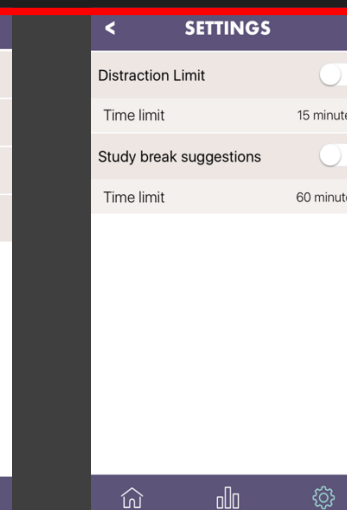 < SETTINGS
Distraction Limit
Time limit 15 minute
Study break suggestions
Time limit 60 minute